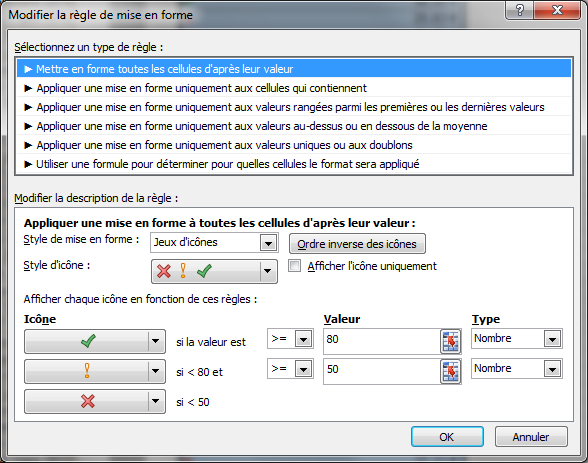 Modifier la règle de mise en forme
Sélectionnez un type de règle :
► Mettre en forme toutes les cellules d'après leur valeur
► Appliquer une mise en forme uniquement aux cellules qui contiennent
► Appliquer une mise en forme uniquement aux valeurs rangées parmi les premières ou les dernières valeurs
► Appliquer une mise en forme uniquement aux valeurs au-dessus ou en dessous de la moyenne
► Appliquer une mise en forme uniquement aux valeurs uniques ou aux doublons
► Utiliser une formule pour déterminer pour quelles cellules le format sera appliqué
Modifier la description de la règle :
Appliquer une mise en forme à toutes les cellules d'après leur valeur :
Style de mise en forme : Jeux d'icônes Ordre inverse des icônes
Style d'icône : Afficher l'icône uniquement
Afficher chaque icône en fonction de ces règles :
Icône Valeur Type
si la valeur est >= 80 Nombre
si < 80 et >= 50 Nombre
si < 50
OK Annuler